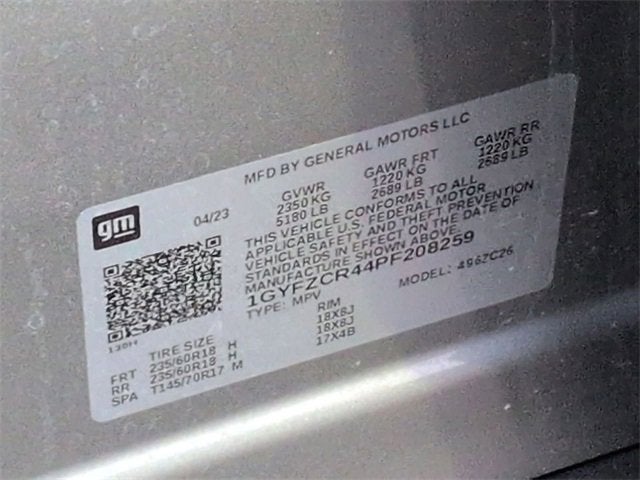 MFD BY GENERAL MOTORS LLC
gm
04/23
GVWR GAWR FRT GAWR RR
2350 KG 1220 KG 1220 KG
5180 LB 2689 LB 2689 LB
THIS VEHICLE CONFORMS TO ALL
APPLICABLE U.S. FEDERAL MOTOR
VEHICLE SAFETY AND THEFT PREVENTION
STANDARDS IN EFFECT ON THE DATE OF
MANUFACTURE SHOWN ABOVE.
1GYFZCR44PF208259
TYPE: MPV MODEL: 496ZC26
TIRE SIZE RIM
FRT 235/60R18 H 18X8J
RR 235/60R18 H 18X8J
SPA T145/70R17 M 17X4B